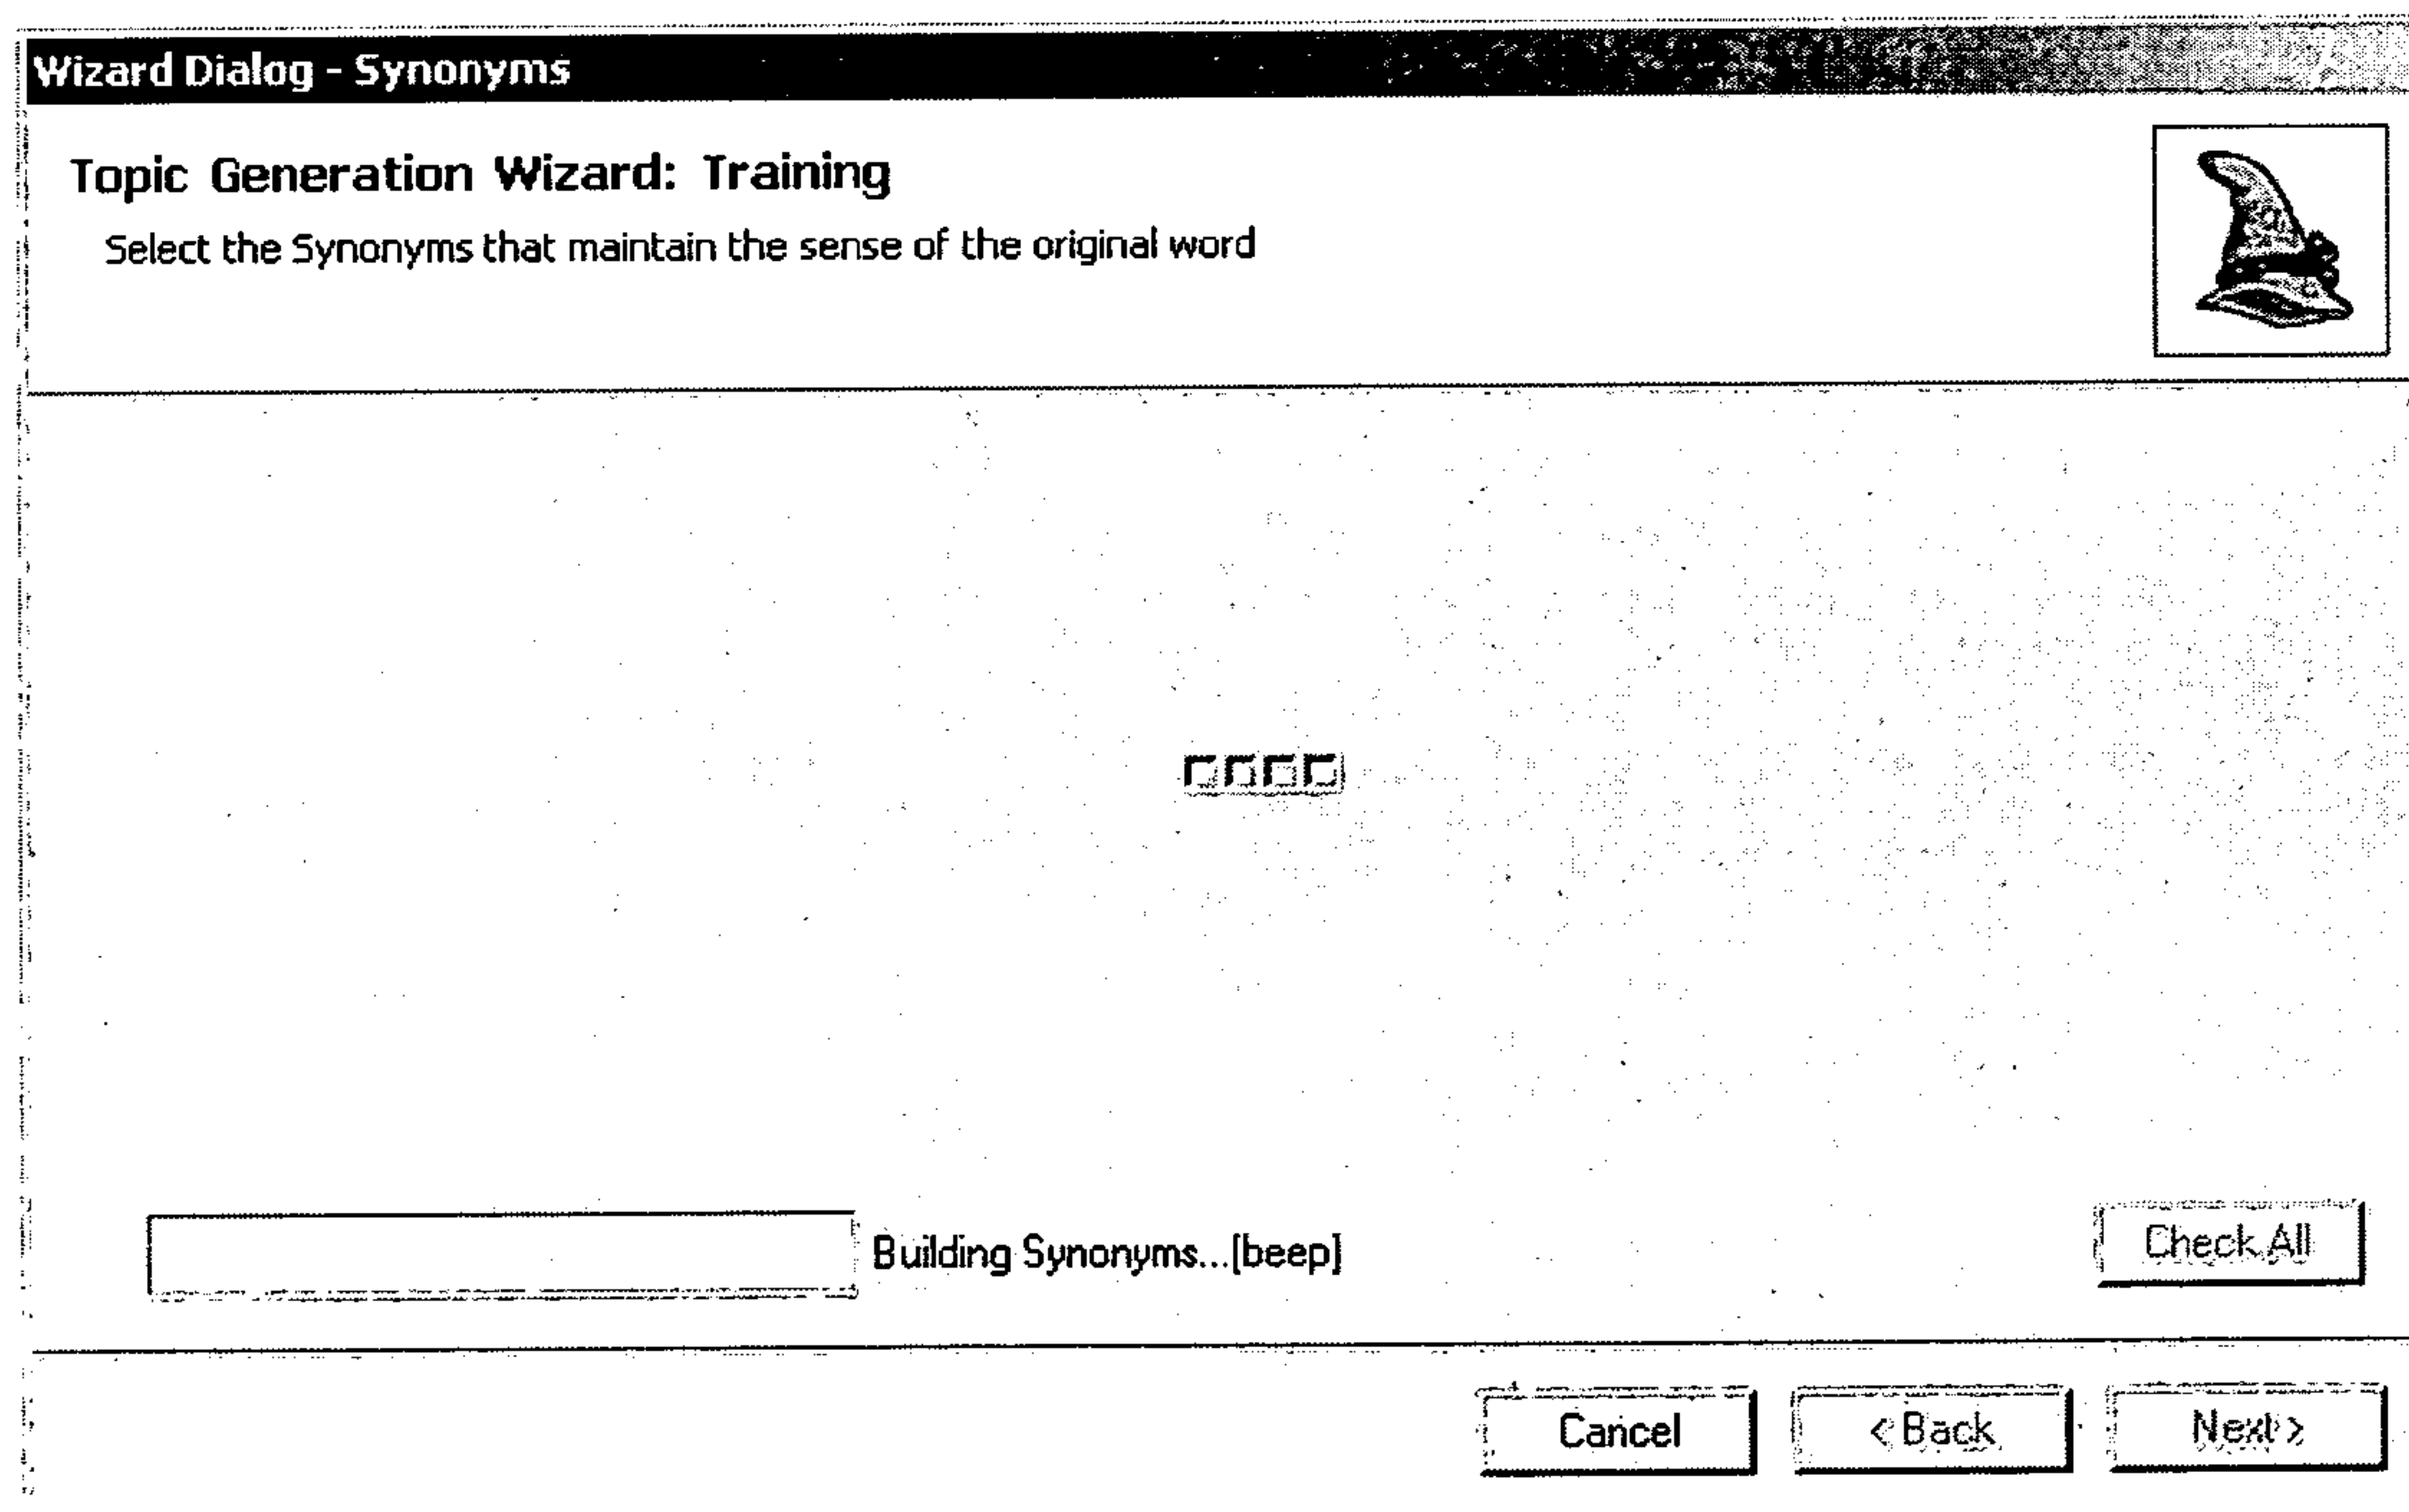 Wizard Dialog - Synonyms
Topic Generation Wizard: Training
Select the Synonyms that maintain the sense of the original word
Building Synonyms...[beep]
Check All
Cancel
< Back
Next >